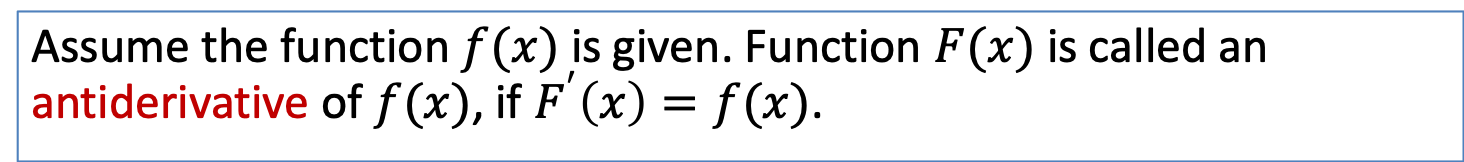 Assume the function f(x) is given. Function F(x) is called an
antiderivative of f(x), if F′(x) = f(x).